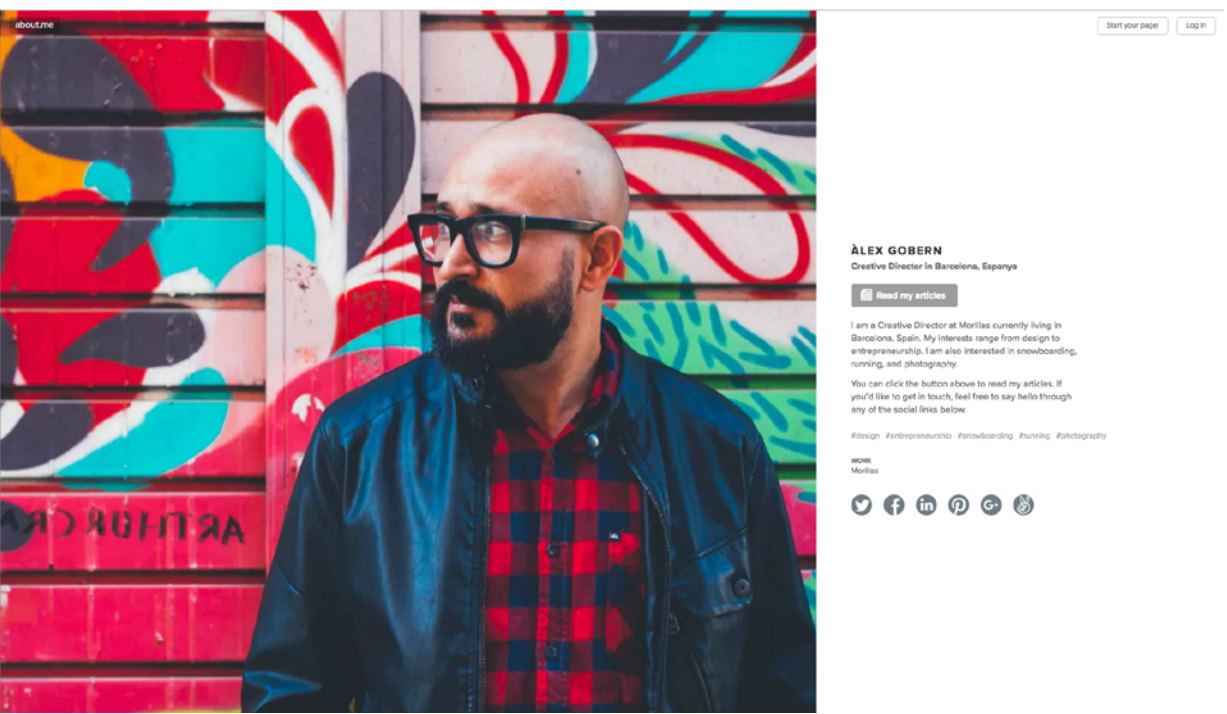 about.me
Start your page!
Log in
ARTHUR
ÀLEX GOBERN
Creative Director in Barcelona, Espanya
Read my articles
I am a Creative Director at Morillas currently living in
Barcelona, Spain. My interests range from design to
entrepreneurship. I am also interested in snowboarding,
running, and photography.
You can click the button above to read my articles. If
you'd like to get in touch, feel free to say hello through
any of the social links below.
#design #entrepreneurship #snowboarding #running #photography
WORK
Morillas
in
G+